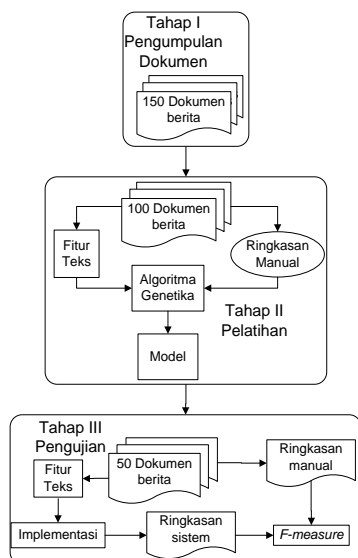 Tahap I
Pengumpulan
Dokumen
150 Dokumen
berita
100 Dokumen
berita
Fitur
Teks
Ringkasan
Manual
Algoritma
Genetika
Tahap II
Pelatihan
Model
Tahap III
Pengujian
Fitur
Teks
50 Dokumen
berita
Ringkasan
manual
Implementasi
Ringkasan
sistem
F-measure